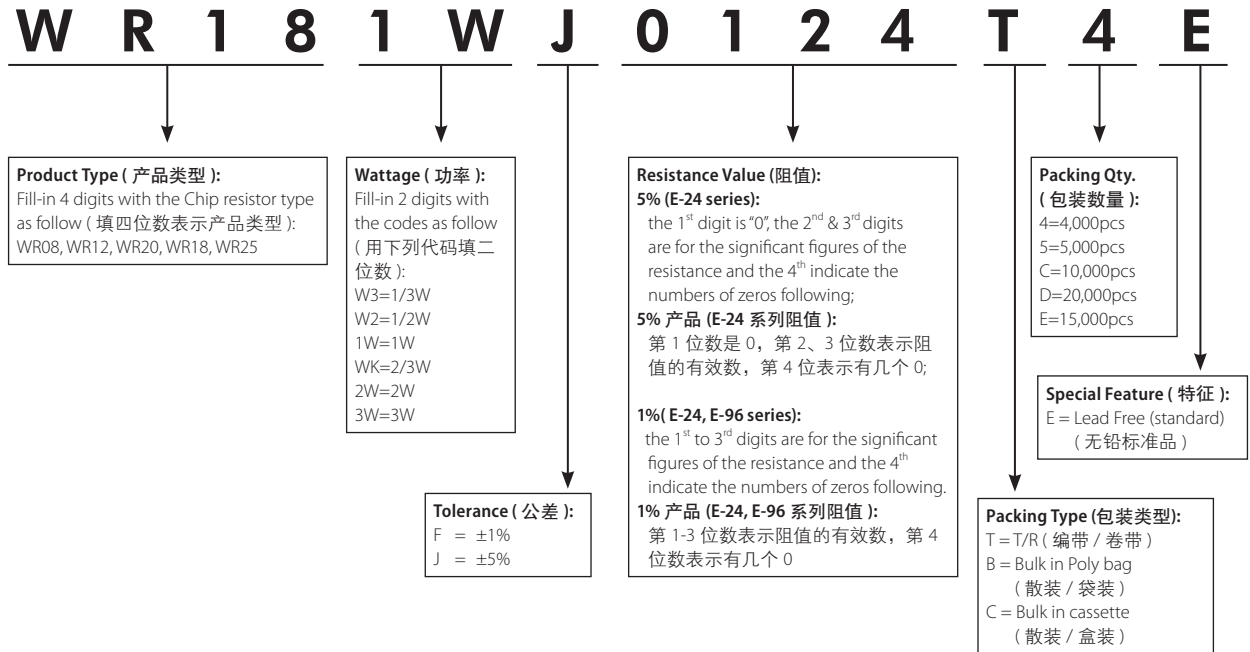 W R 1 8 1 W J 0 1 2 4 T 4 E
Product Type ( 产品类型 ):
Fill-in 4 digits with the Chip resistor type
as follow ( 填四位数表示产品类型 ):
WR08, WR12, WR20, WR18, WR25
Wattage ( 功率 ):
Fill-in 2 digits with
the codes as follow
( 用下列代码填二
位数 ):
W3=1/3W
W2=1/2W
1W=1W
WK=2/3W
2W=2W
3W=3W
Tolerance ( 公差 ):
F = ±1%
J = ±5%
Resistance Value (阻值):
5% (E-24 series):
the 1st digit is “0”, the 2nd & 3rd digits
are for the significant figures of the
resistance and the 4th indicate the
numbers of zeros following;
5% 产品 (E-24 系列阻值 ):
第 1 位数是 0，第 2、3 位数表示阻
值的有效数，第 4 位表示有几个 0;
1%( E-24, E-96 series):
the 1st to 3rd digits are for the significant
figures of the resistance and the 4th
indicate the numbers of zeros following.
1% 产品 (E-24, E-96 系列阻值 ):
第 1-3 位数表示阻值的有效数，第 4
位数表示有几个 0
Packing Qty.
( 包装数量 ):
4=4,000pcs
5=5,000pcs
C=10,000pcs
D=20,000pcs
E=15,000pcs
Special Feature ( 特征 ):
E = Lead Free (standard)
( 无铅标准品 )
Packing Type (包装类型):
T = T/R ( 编带 / 卷带 )
B = Bulk in Poly bag
( 散装 / 袋装 )
C = Bulk in cassette
( 散装 / 盒装 )